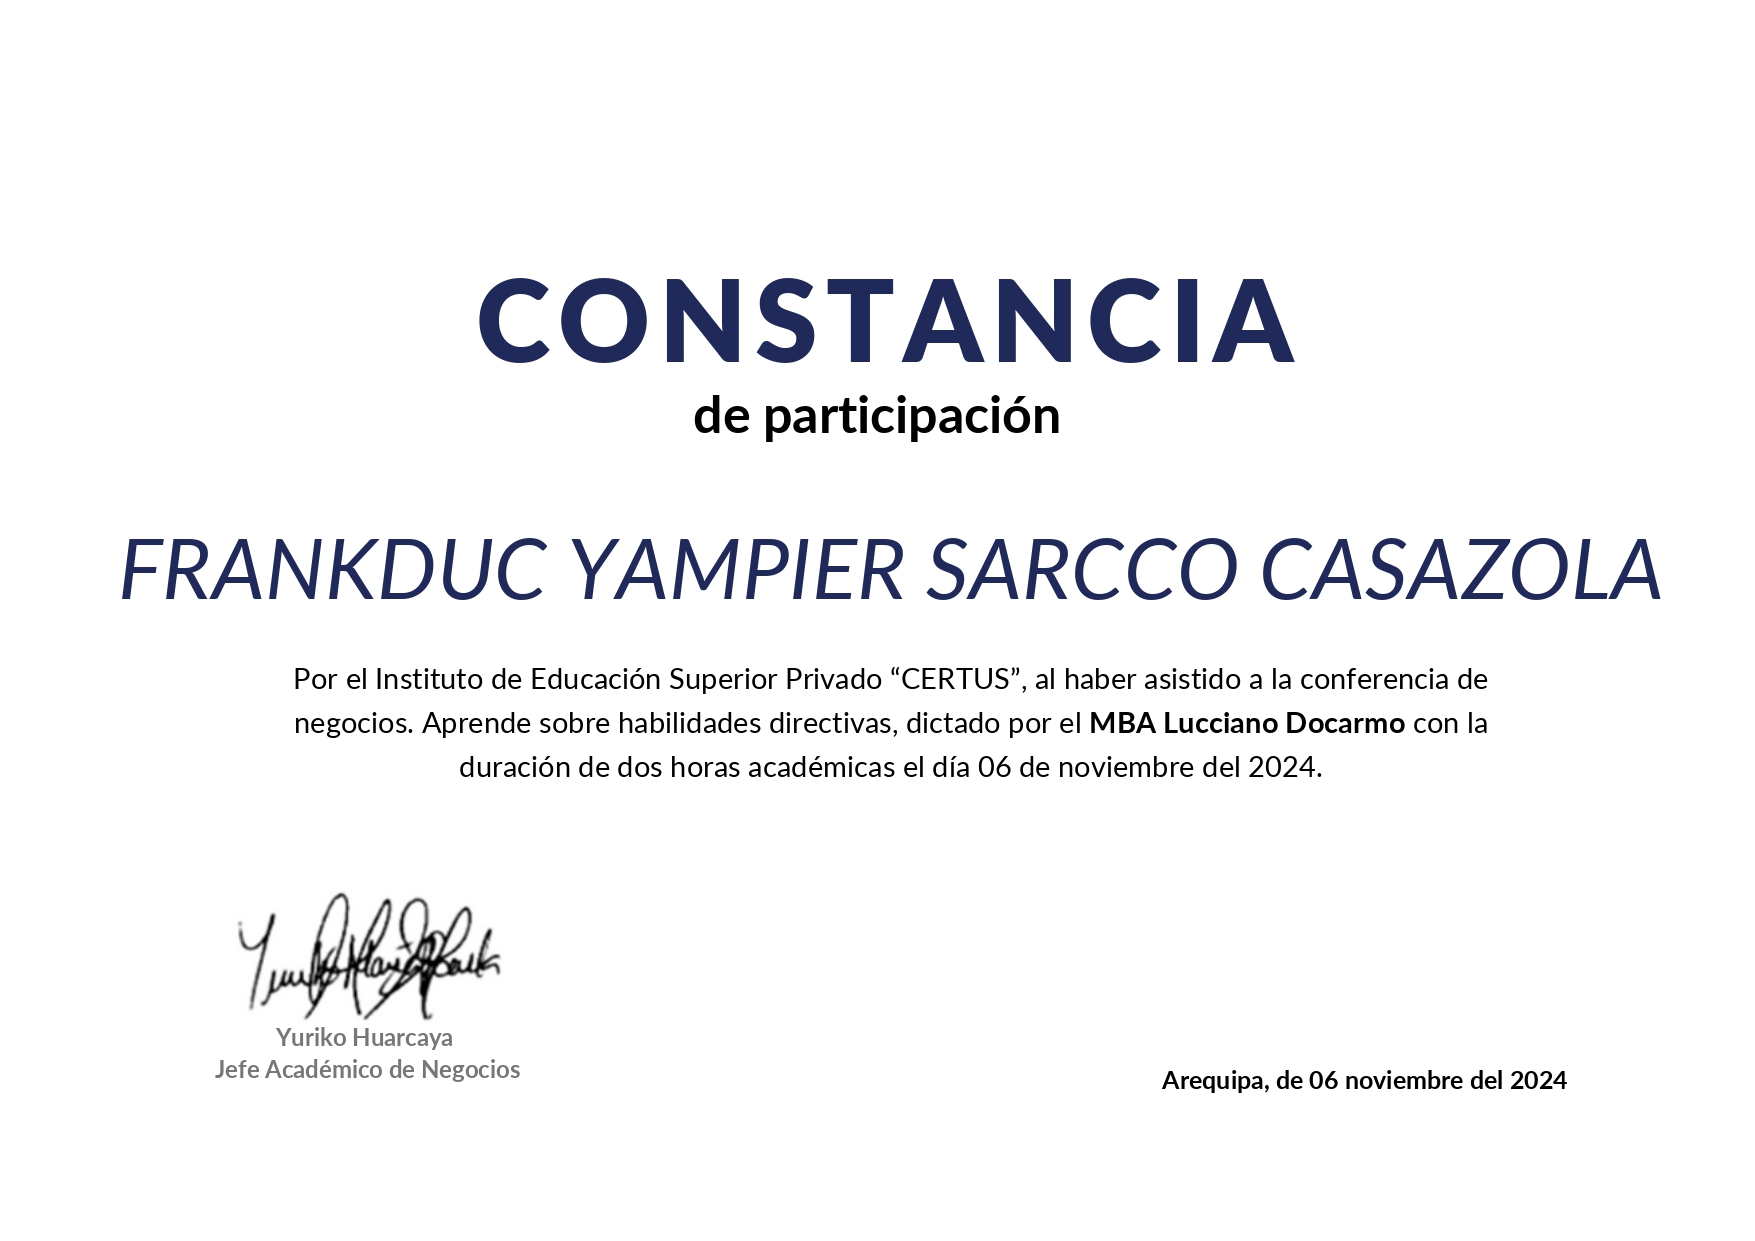 CONSTANCIA
de participación
FRANKDUC YAMPIER SARCCO CASAZOLA
Por el Instituto de Educación Superior Privado “CERTUS”, al haber asistido a la conferencia de
negocios. Aprende sobre habilidades directivas, dictado por el MBA Lucciano Docarmo con la
duración de dos horas académicas el día 06 de noviembre del 2024.
Yuriko Huarcaya
Jefe Académico de Negocios
Arequipa, de 06 noviembre del 2024